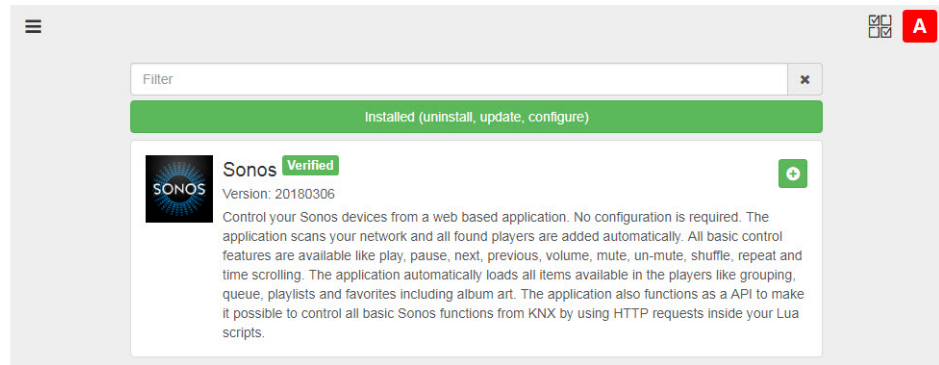 A
Filter
Installed (uninstall, update, configure)
SONOS
Sonos Verified
Version: 20180306
Control your Sonos devices from a web based application. No configuration is required. The
application scans your network and all found players are added automatically. All basic control
features are available like play, pause, next, previous, volume, mute, un-mute, shuffle, repeat and
time scrolling. The application automatically loads all items available in the players like grouping,
queue, playlists and favorites including album art. The application also functions as a API to make
it possible to control all basic Sonos functions from KNX by using HTTP requests inside your Lua
scripts.